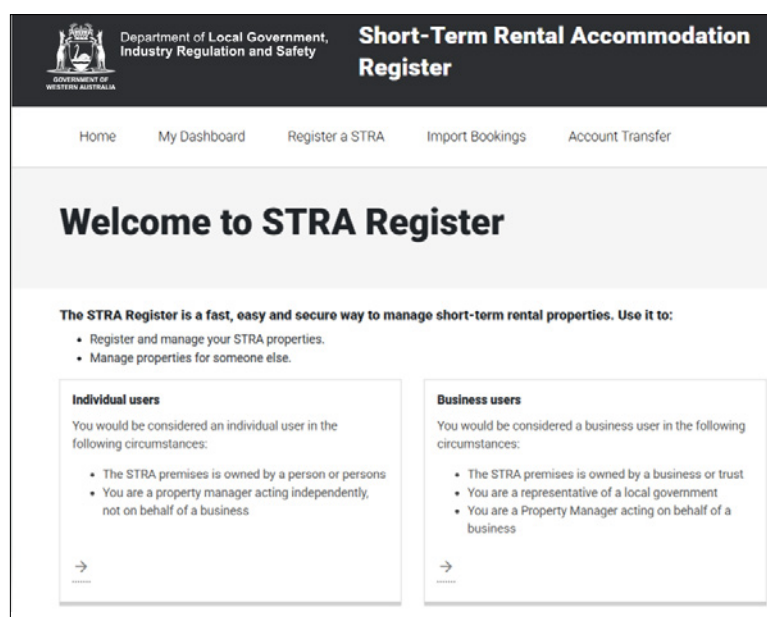 Department of Local Government,
Industry Regulation and Safety
GOVERNMENT OF
WESTERN AUSTRALIA
Short-Term Rental Accommodation
Register
Home
My Dashboard
Register a STRA
Import Bookings
Account Transfer
Welcome to STRA Register
The STRA Register is a fast, easy and secure way to manage short-term rental properties. Use it to:
• Register and manage your STRA properties.
• Manage properties for someone else.
Individual users
You would be considered an individual user in the
following circumstances:
• The STRA premises is owned by a person or persons
• You are a property manager acting independently,
not on behalf of a business
Business users
You would be considered a business user in the following
circumstances:
• The STRA premises is owned by a business or trust
• You are a representative of a local government
• You are a Property Manager acting on behalf of a
business